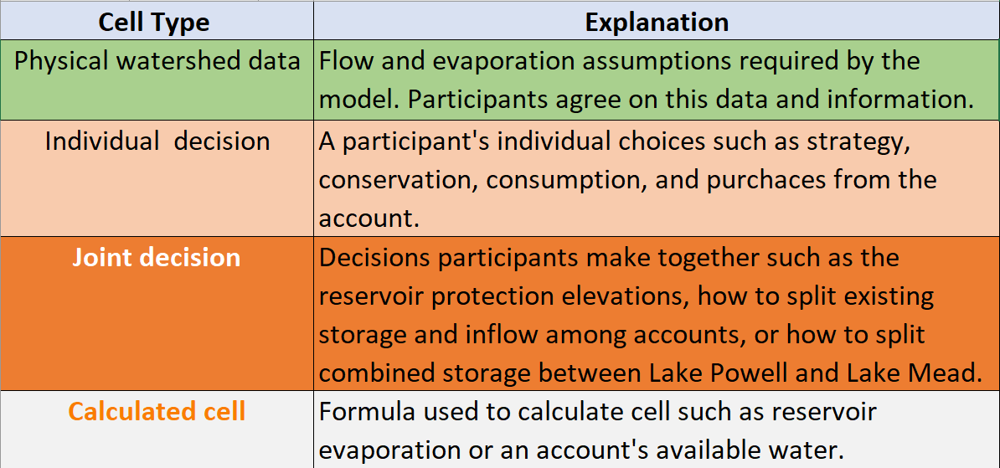 Cell Type Explanation
Physical watershed data Flow and evaporation assumptions required by the
model. Participants agree on this data and information.
Individual  decision A participant's individual choices such as strategy,
conservation, consumption, and purchaces from the
account.
Joint decision Decisions participants make together such as the
reservoir protection elevations, how to split existing
storage and inflow among accounts, or how to split
combined storage between Lake Powell and Lake Mead.
Calculated cell Formula used to calculate cell such as reservoir
evaporation or an account's available water.